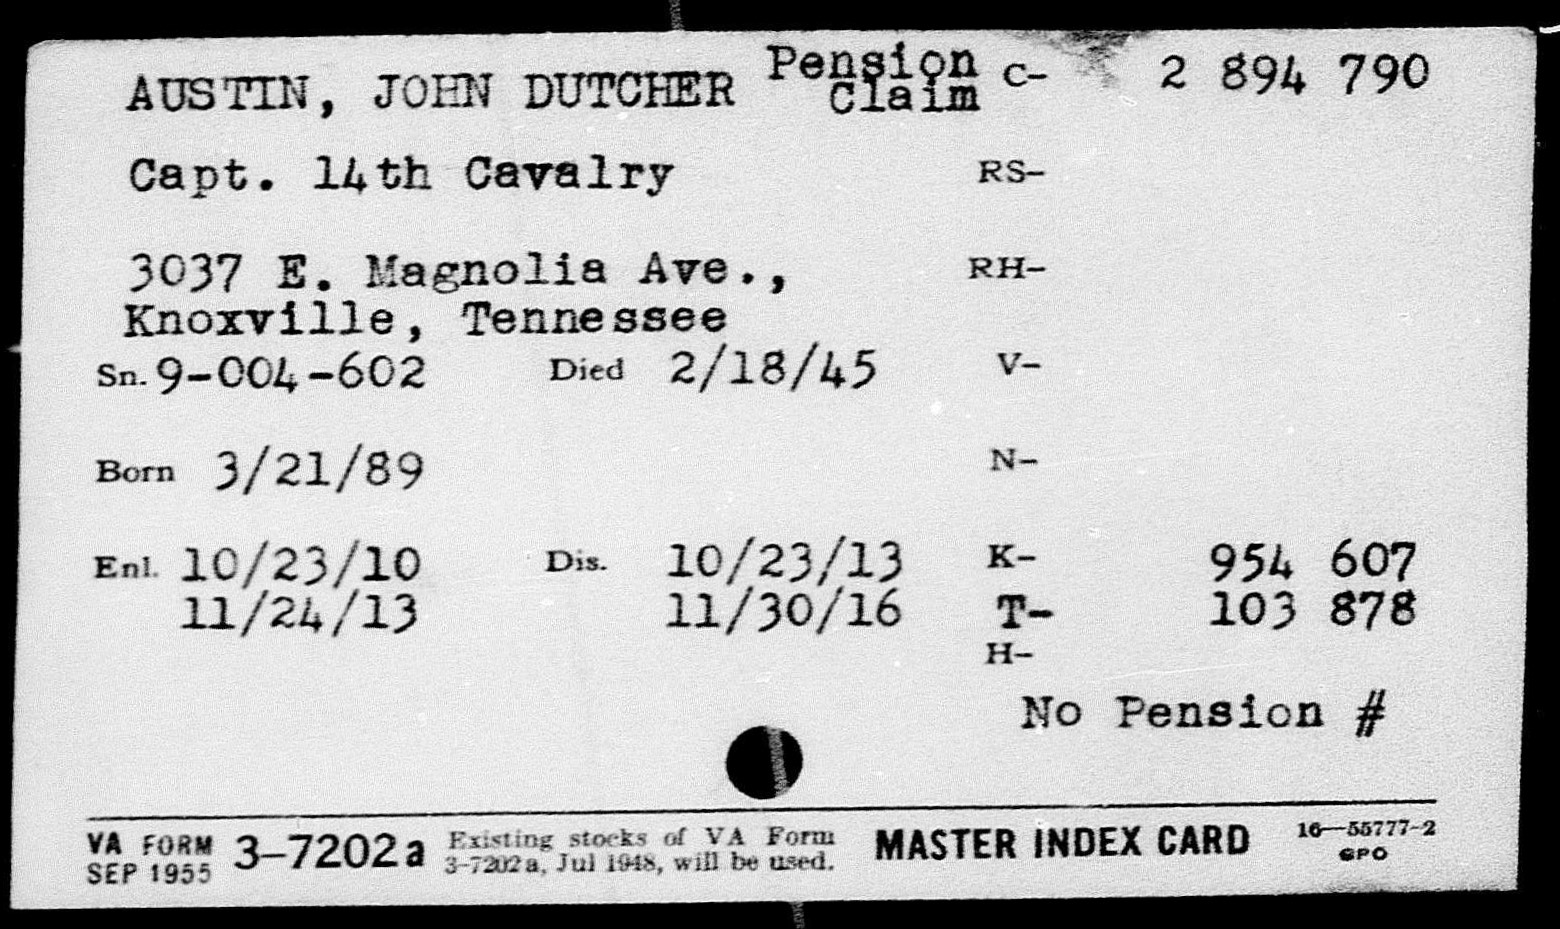 AUSTIN, JOHN DUTCHER Pension Claim C- 2 894 790
Capt. 14th Cavalry RS-
3037 E. Magnolia Ave., RH-
Knoxville, Tennessee
Sn. 9-004-602 Died 2/18/45 V-
Born 3/21/89 N-
Enl. 10/23/10 Dis. 10/23/13 K- 954 607
11/24/13 11/30/16 T- 103 878
H-
No Pension #
VA FORM 3-7202a Existing stocks of VA Form MASTER INDEX CARD 16—55777-2
SEP 1955 3-7202a, Jul 1948, will be used. GPO